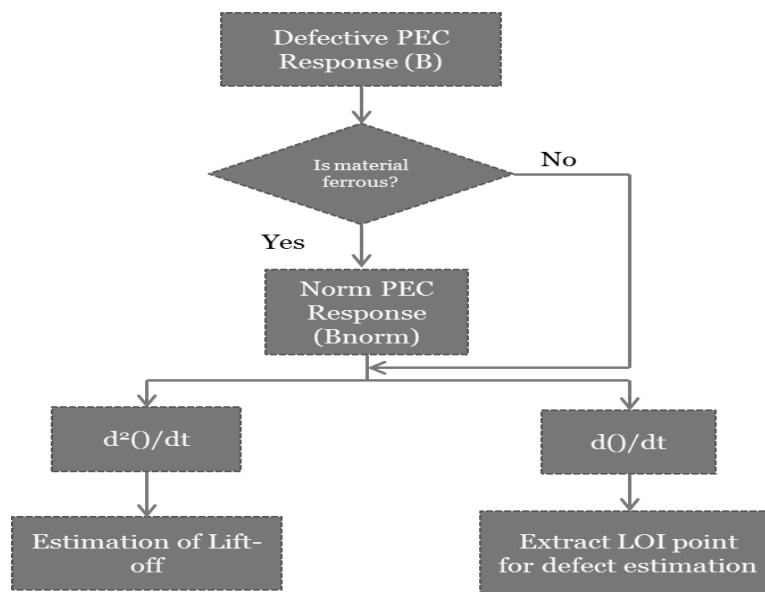 Defective PEC
Response (B)
Is material
ferrous?
No
Yes
Norm PEC
Response
(Bnorm)
d²()/dt
d()/dt
Estimation of Lift-
off
Extract LOI point
for defect estimation